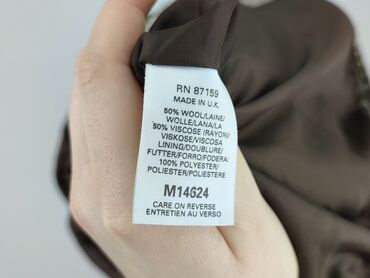 RN 87159
MADE IN U.K.
50% WOOL/LAINE/
WOLLE/LANA/LA
50% VISCOSE (RAYON)
VISKOSE/VISCOSA
LINING/DOUBLURE/
FUTTER/FORRO/FODERA:
100% POLYESTER/
POLIESTER/POLIESTERE
M14624
CARE ON REVERSE
ENTRETIEN AU VERSO